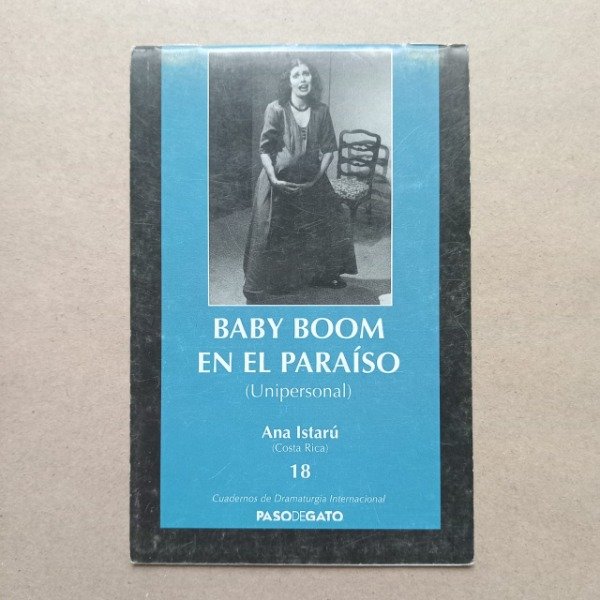 BABY BOOM
EN EL PARAÍSO
(Unipersonal)
Ana Istarú
(Costa Rica)
18
Cuadernos de Dramaturgia Internacional
PASODEGATO